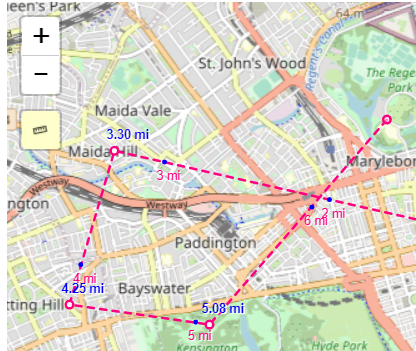 een's Park
64 m
+
−
St. John's Wood
Regent's Canal
The Rege
Park
Maida Vale
3.30 mi
Maida Hill
3 mi
Marylebon
Westway
Westway
ngton
2 mi
6 mi
Paddington
4 mi
4.25 mi
Bayswater
tting Hill
5.08 mi
5 mi
Kensington
Hyde Park